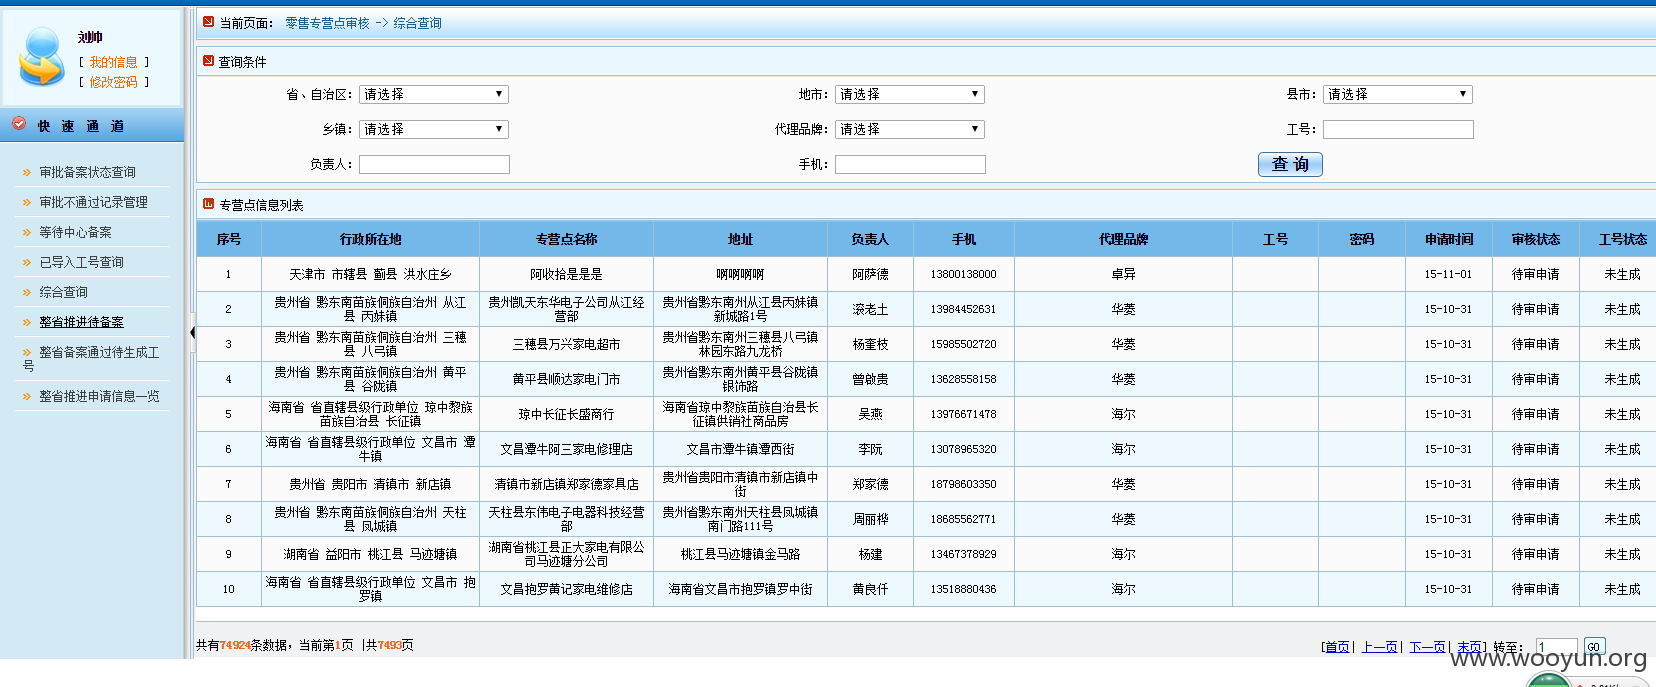 刘帅
[ 我的信息 ]
[ 修改密码 ]
快 速 通 道
审批备案状态查询
审批不通过记录管理
等待中心备案
已导入工号查询
综合查询
整省推进待备案
整省备案通过待生成工
号
整省推进申请信息一览
当前页面： 零售专营点审核 -> 综合查询
查询条件
省、自治区： 请选择 地市： 请选择 县市： 请选择
乡镇： 请选择 代理品牌： 请选择 工号：
负责人： 手机： 查 询
专营点信息列表
序号 行政所在地 专营点名称 地址 负责人 手机 代理品牌 工号 密码 申请时间 审核状态 工号状态
1 天津市 市辖县 蓟县 洪水庄乡 阿收拾是是是 啊啊啊啊 阿萨德 13800138000 卓异 15-11-01 待审申请 未生成
2 贵州省 黔东南苗族侗族自治州 从江县 丙妹镇 贵州凯天东华电子公司从江经营部 贵州省黔东南州从江县丙妹镇新城路1号 滚老土 13984452631 华菱 15-10-31 待审申请 未生成
3 贵州省 黔东南苗族侗族自治州 三穗县 八弓镇 三穗县万兴家电超市 贵州省黔东南州三穗县八弓镇林园东路九龙桥 杨奎枝 15985502720 华菱 15-10-31 待审申请 未生成
4 贵州省 黔东南苗族侗族自治州 黄平县 谷陇镇 黄平县顺达家电门市 贵州省黔东南州黄平县谷陇镇银饰路 曾啟贵 13628558158 华菱 15-10-31 待审申请 未生成
5 海南省 省直辖县级行政单位 琼中黎族苗族自治县 长征镇 琼中长征长盛商行 海南省琼中黎族苗族自治县长征镇供销社商品房 吴燕 13976671478 海尔 15-10-31 待审申请 未生成
6 海南省 省直辖县级行政单位 文昌市 潭牛镇 文昌潭牛阿三家电修理店 文昌市潭牛镇潭西街 李阮 13078965320 海尔 15-10-31 待审申请 未生成
7 贵州省 贵阳市 清镇市 新店镇 清镇市新店镇郑家德家具店 贵州省贵阳市清镇市新店镇中街 郑家德 18798603350 华菱 15-10-31 待审申请 未生成
8 贵州省 黔东南苗族侗族自治州 天柱县 凤城镇 天柱县东伟电子电器科技经营部 贵州省黔东南州天柱县凤城镇南门路111号 周丽桦 18685562771 华菱 15-10-31 待审申请 未生成
9 湖南省 益阳市 桃江县 马迹塘镇 湖南省桃江县正大家电有限公司马迹塘分公司 桃江县马迹塘镇金马路 杨建 13467378929 海尔 15-10-31 待审申请 未生成
10 海南省 省直辖县级行政单位 文昌市 抱罗镇 文昌抱罗黄记家电维修店 海南省文昌市抱罗镇罗中街 黄良仟 13518880436 海尔 15-10-31 待审申请 未生成
共有74924条数据，当前第1页 |共7493页
[首页| 上一页| 下一页| 末页] 转至： 1 GO
www.wooyun.org